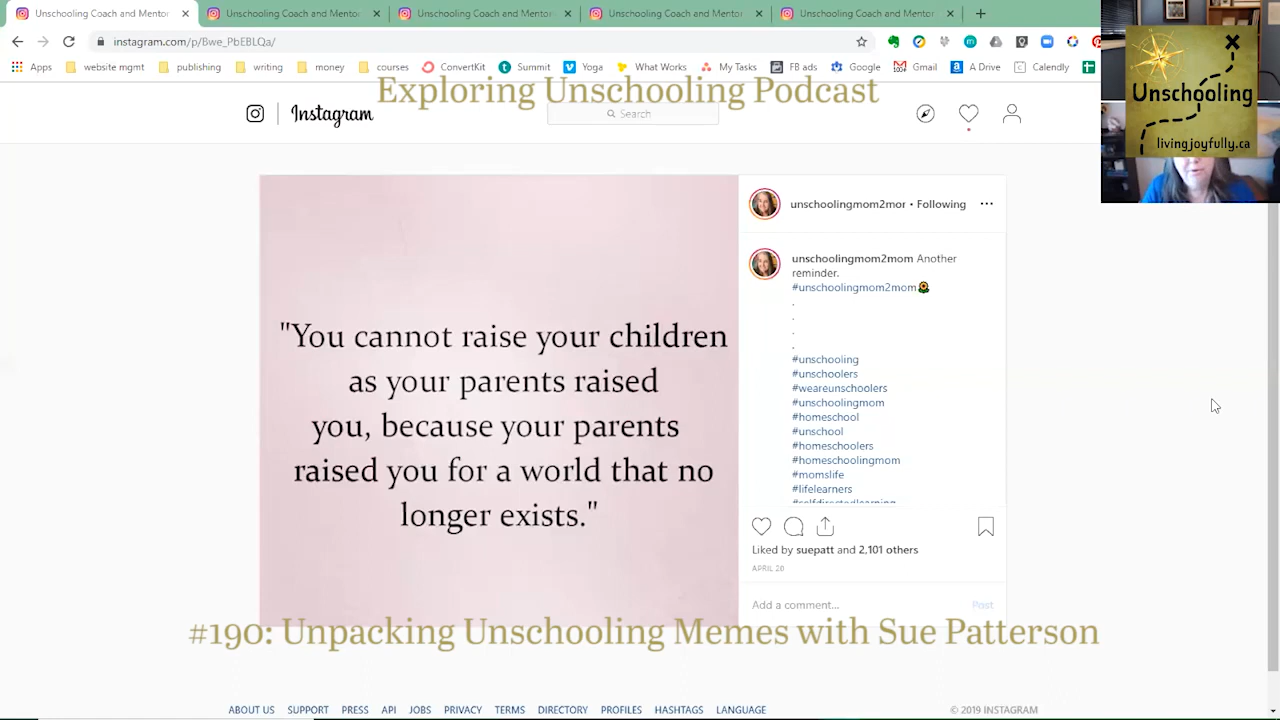 Unschooling Coach and Mentor
Unschooling Coach and Mentor
Unschooling Coach and Mentor
Unschooling Coach and Mentor
Unschooling Coach and Mentor
instagram.com/p/Bwe_PbEBLQa/
Apps
website mgmt
publishing
writing
money
ConvertKit
Summit
Yoga
What Works
My Tasks
FB ads
Google
100+
Gmail
A Drive
Calendly
Exploring Unschooling Podcast
Unschooling
livingjoyfully.ca
Instagram
Search
unschoolingmom2mor • Following
"You cannot raise your children
as your parents raised
you, because your parents
raised you for a world that no
longer exists."
unschoolingmom2mom Another
reminder.
#unschoolingmom2mom
.
.
.
.
#unschooling
#unschoolers
#weareunschoolers
#unschoolingmom
#homeschool
#unschool
#homeschoolers
#homeschoolingmom
#momslife
#lifelearners
#selfdirectedlearning
Liked by suepatt and 2,101 others
APRIL 20
Add a comment...
Post
#190: Unpacking Unschooling Memes with Sue Patterson
ABOUT US
SUPPORT
PRESS
API
JOBS
PRIVACY
TERMS
DIRECTORY
PROFILES
HASHTAGS
LANGUAGE
© 2019 INSTAGRAM